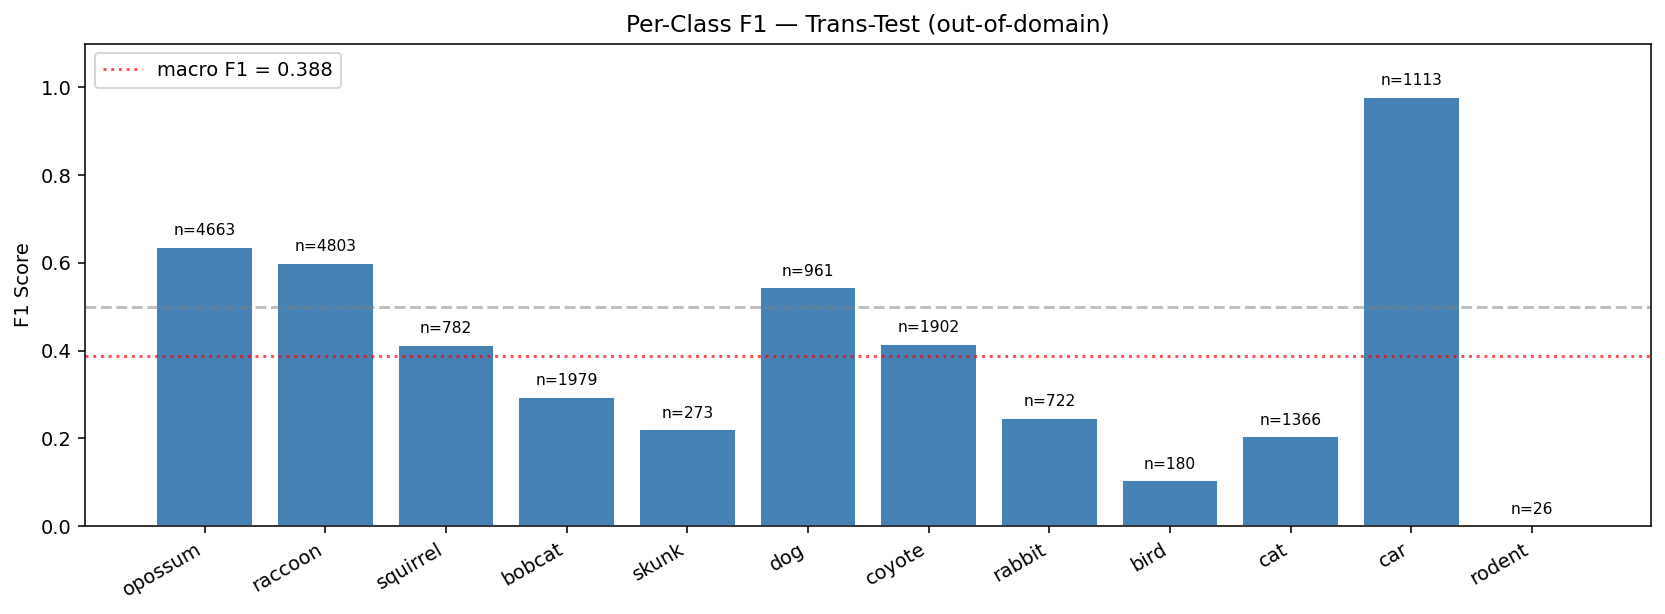 Per-Class F1 — Trans-Test (out-of-domain)
macro F1 = 0.388
F1 Score
1.0
0.8
0.6
0.4
0.2
0.0
n=4663
n=4803
n=782
n=1979
n=273
n=961
n=1902
n=722
n=180
n=1366
n=1113
n=26
opossum
raccoon
squirrel
bobcat
skunk
dog
coyote
rabbit
bird
cat
car
rodent